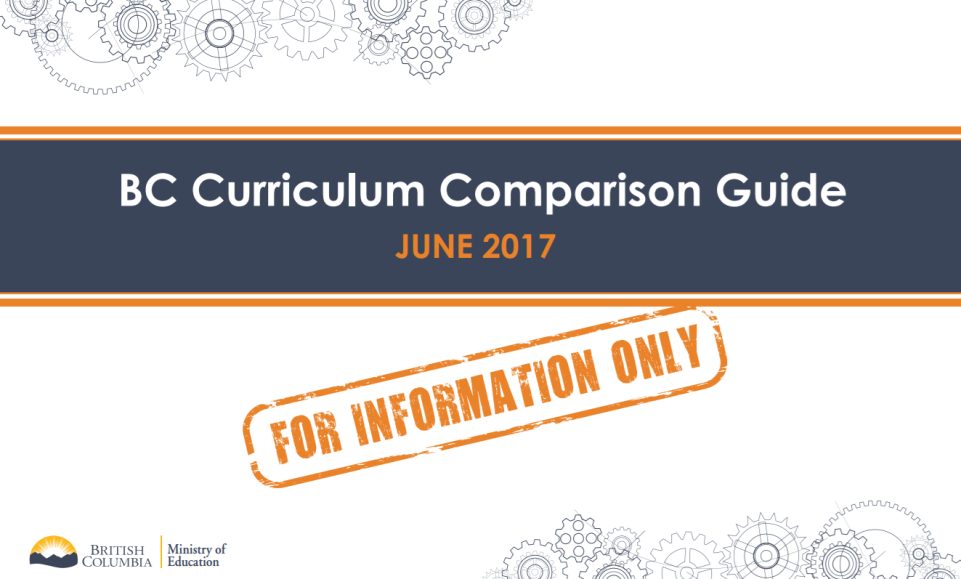 BC Curriculum Comparison Guide
JUNE 2017
FOR INFORMATION ONLY
BRITISH
COLUMBIA
Ministry of
Education